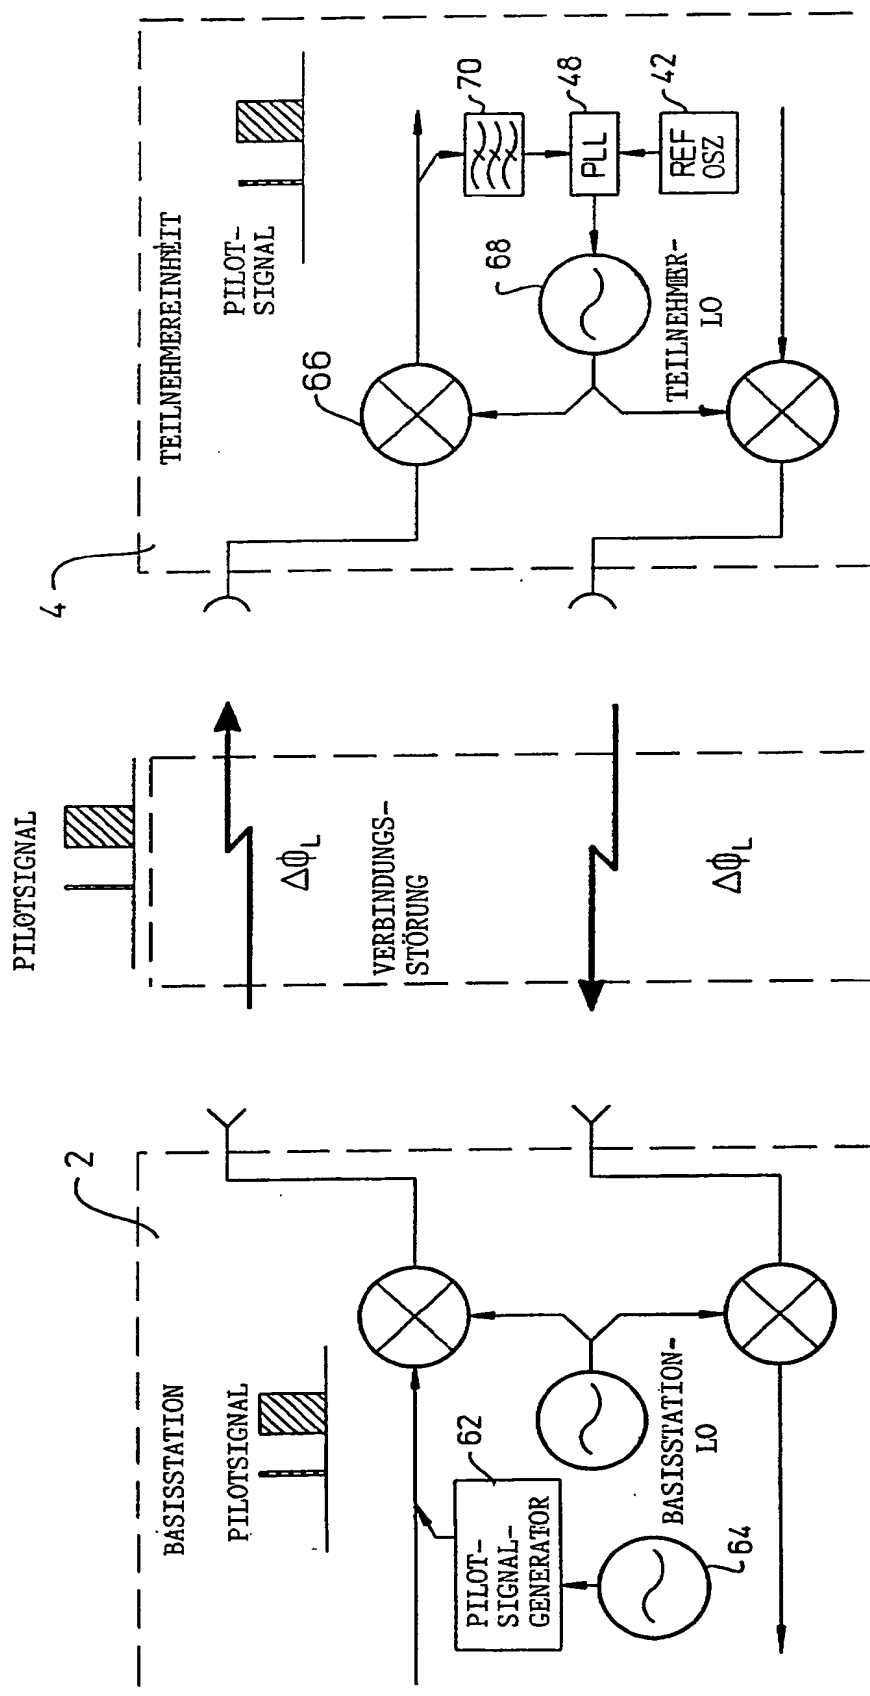 BASISSTATION
2
PILOTSIGNAL
PILOT-
SIGNAL-
GENERATOR
62
64
BASISSTATION-
LO
PILOTSIGNAL
ΔΦL
VERBINDUNGS-
STÖRUNG
ΔΦL
4
TEILNEHMEREINHEIT
PILOT-
SIGNAL
66
68
TEILNEHMER-
LO
70
PLL
48
REF
OSZ
42